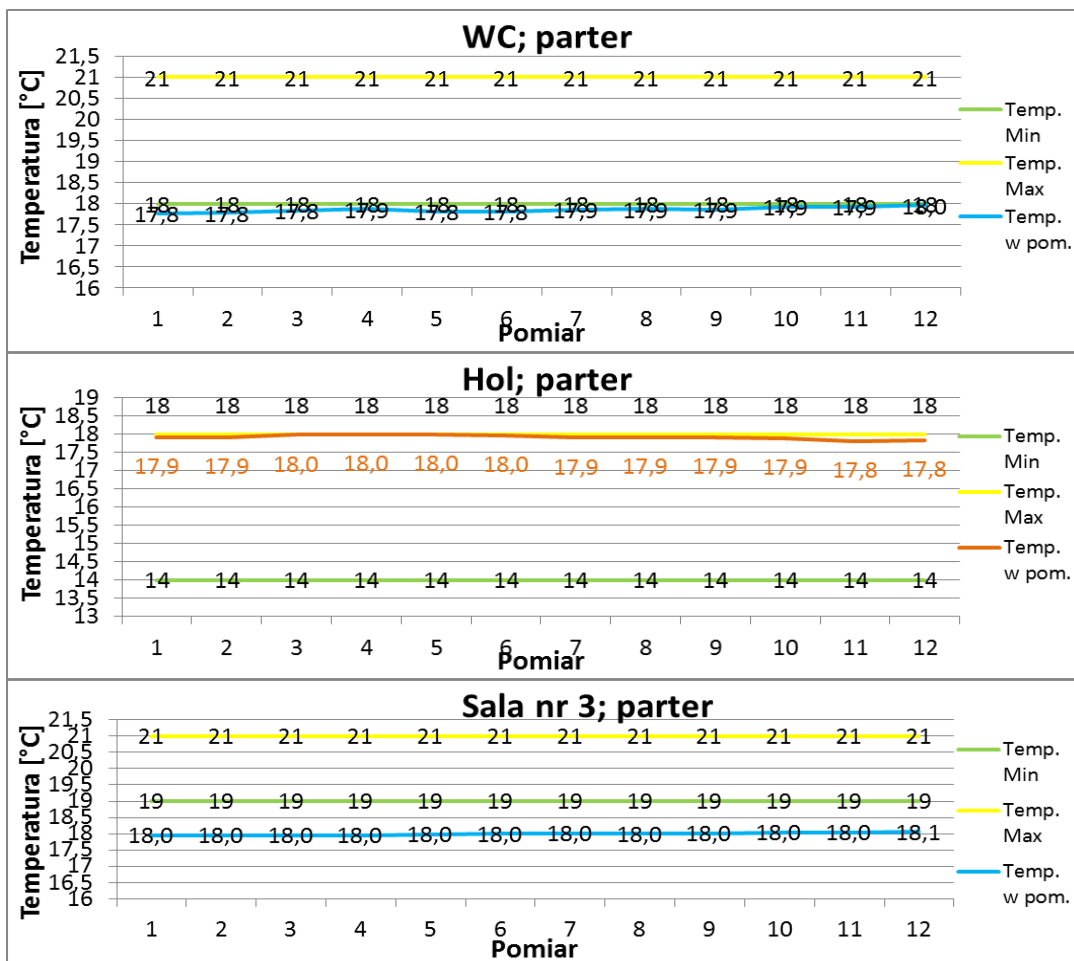 WC; parter
Temperatura [°C]
21,5
21
20,5
20
19,5
19
18,5
18
17,5
17
16,5
16
21 21 21 21 21 21 21 21 21 21 21 21
18 18 18 18 18 18 18 18 18 18 18 18
17,8 17,8 17,8 17,9 17,8 17,8 17,9 17,9 17,9 17,9 17,9 18,0
1 2 3 4 5 6 7 8 9 10 11 12
Pomiar
Temp.
Min
Temp.
Max
Temp.
w pom.
Hol; parter
Temperatura [°C]
19
18,5
18
17,5
17
16,5
16
15,5
15
14,5
14
13,5
13
18 18 18 18 18 18 18 18 18 18 18 18
17,9 17,9 18,0 18,0 18,0 18,0 17,9 17,9 17,9 17,9 17,8 17,8
14 14 14 14 14 14 14 14 14 14 14 14
1 2 3 4 5 6 7 8 9 10 11 12
Pomiar
Temp.
Min
Temp.
Max
Temp.
w pom.
Sala nr 3; parter
Temperatura [°C]
21,5
21
20,5
20
19,5
19
18,5
18
17,5
17
16,5
16
21 21 21 21 21 21 21 21 21 21 21 21
19 19 19 19 19 19 19 19 19 19 19 19
18,0 18,0 18,0 18,0 18,0 18,0 18,0 18,0 18,0 18,0 18,0 18,1
1 2 3 4 5 6 7 8 9 10 11 12
Pomiar
Temp.
Min
Temp.
Max
Temp.
w pom.